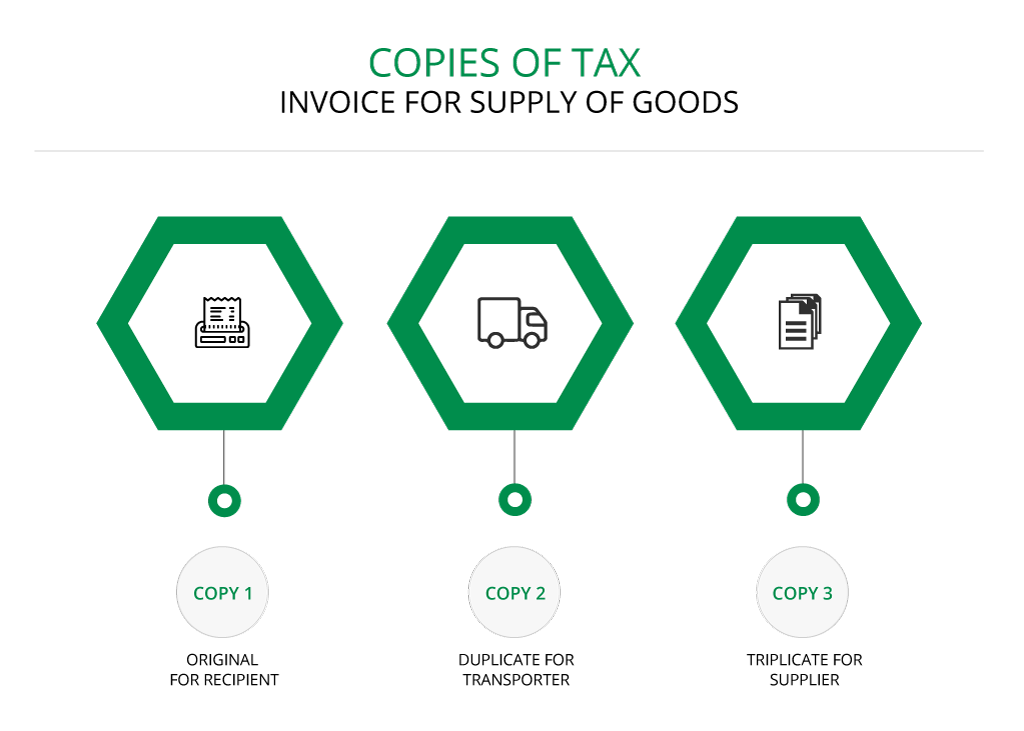 COPIES OF TAX
INVOICE FOR SUPPLY OF GOODS
COPY 1
ORIGINAL
FOR RECIPIENT
COPY 2
DUPLICATE FOR
TRANSPORTER
COPY 3
TRIPLICATE FOR
SUPPLIER